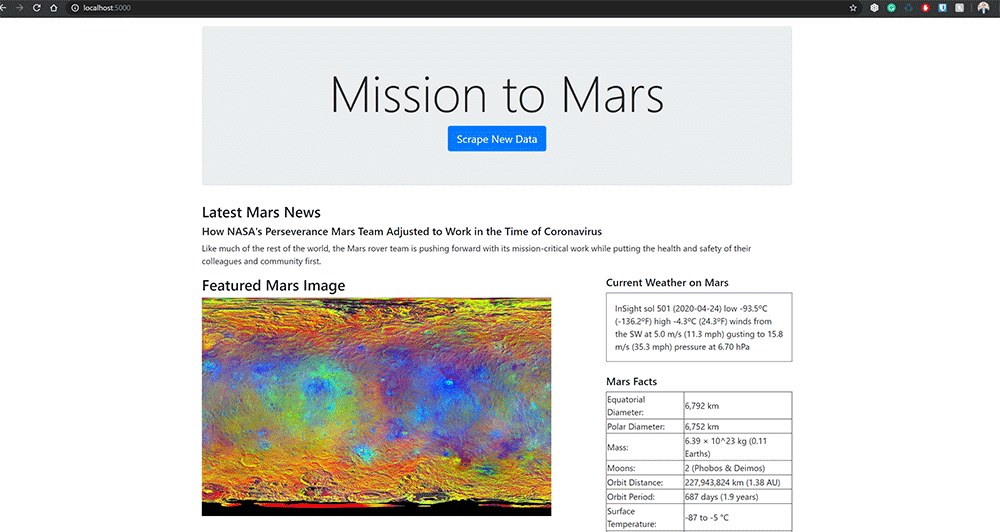 localhost:5000
Mission to Mars
Scrape New Data
Latest Mars News
How NASA's Perseverance Mars Team Adjusted to Work in the Time of Coronavirus
Like much of the rest of the world, the Mars rover team is pushing forward with its mission-critical work while putting the health and safety of their
colleagues and community first.
Featured Mars Image
Current Weather on Mars
InSight sol 501 (2020-04-24) low -93.5ºC
(-136.2ºF) high -4.3ºC (24.3ºF) winds from
the SW at 5.0 m/s (11.3 mph) gusting to 15.8
m/s (35.3 mph) pressure at 6.70 hPa
Mars Facts
Equatorial
Diameter:
6,792 km
Polar Diameter:
6,752 km
Mass:
6.39 × 10^23 kg (0.11
Earths)
Moons:
2 (Phobos & Deimos)
Orbit Distance:
227,943,824 km (1.38 AU)
Orbit Period:
687 days (1.9 years)
Surface
Temperature:
-87 to -5 °C